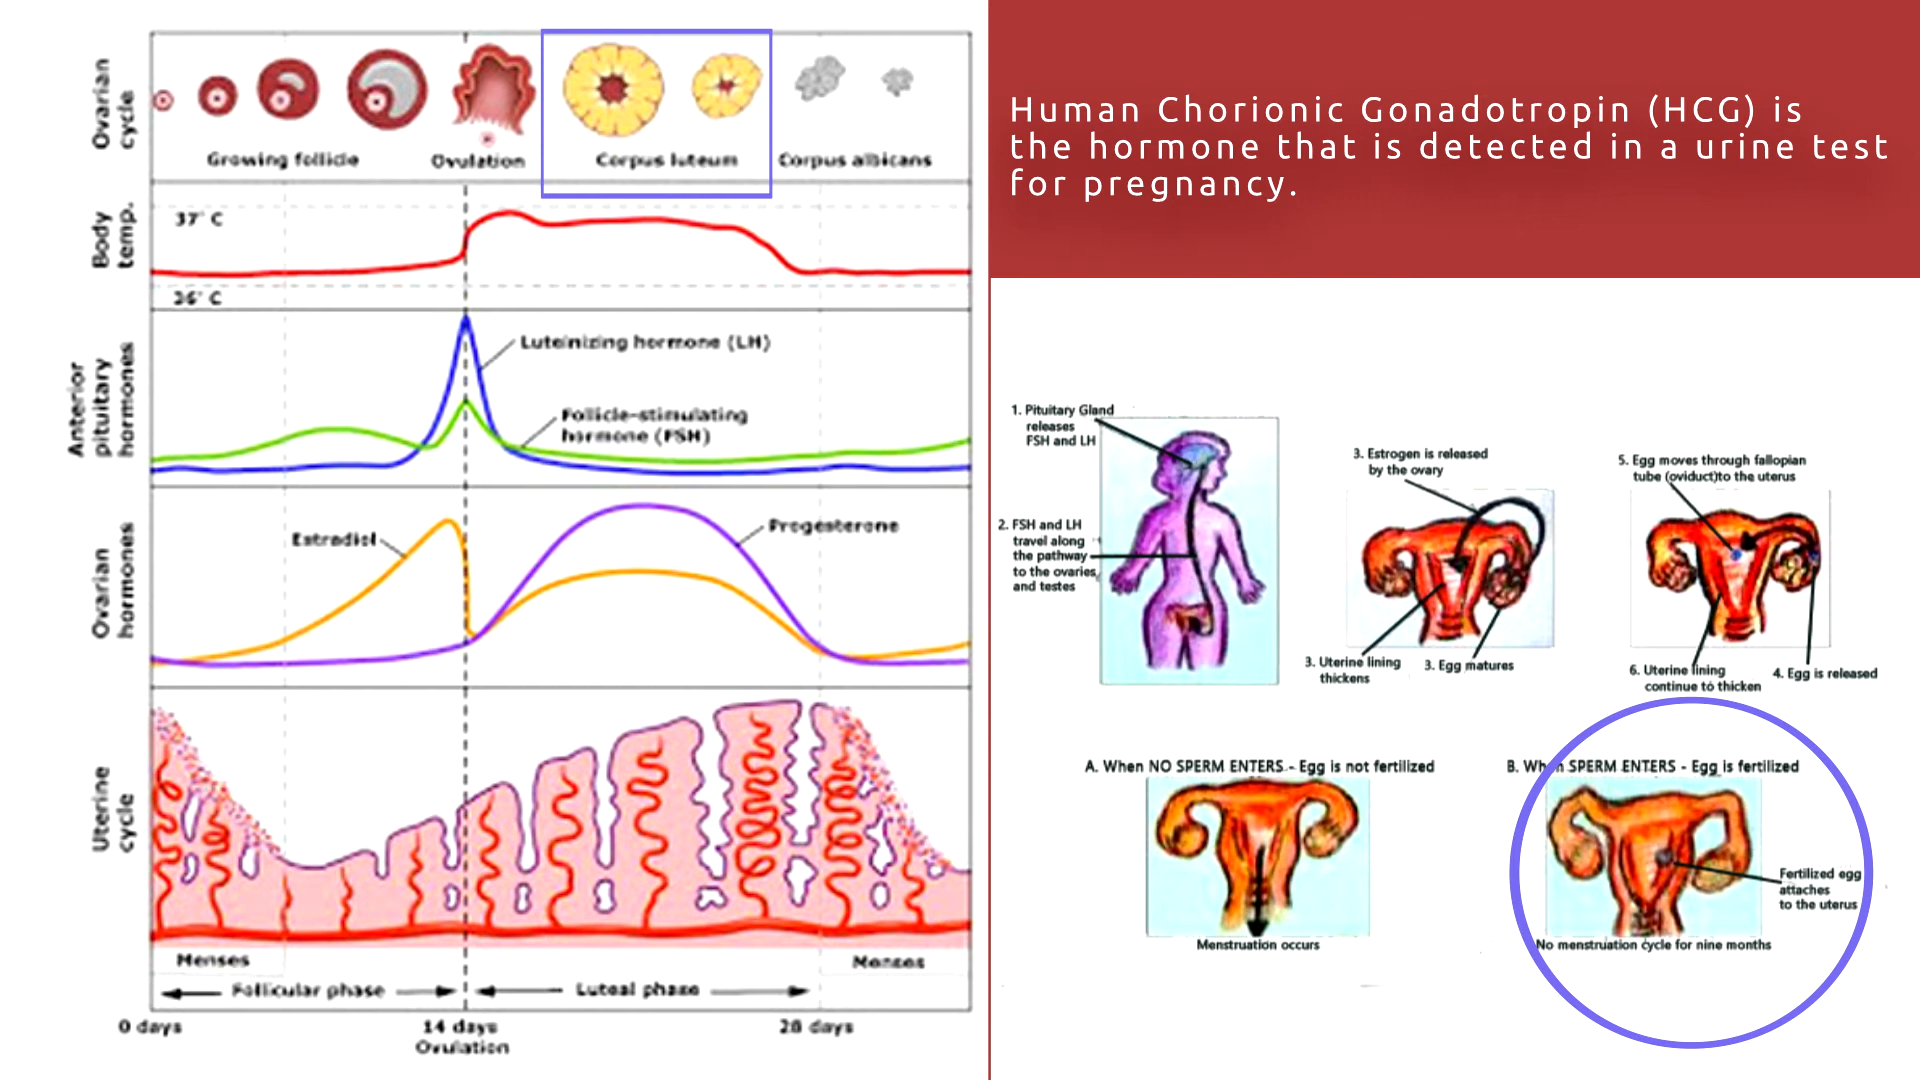 Human Chorionic Gonadotropin (HCG) is
the hormone that is detected in a urine test
for pregnancy.
Ovarian
cycle
Growing follicle
Ovulation
Corpus luteum
Corpus albicans
Body
temp.
37° C
36° C
Anterior
pituitary
hormones
Luteinizing hormone (LH)
Follicle-stimulating
hormone (FSH)
Ovarian
hormones
Estradiol
Progesterone
Uterine
cycle
Menses
Menses
Follicular phase
Luteal phase
0 days
14 days
28 days
Ovulation
1. Pituitary Gland
releases
FSH and LH
2. FSH and LH
travel along
the pathway
to the ovaries
and testes
3. Estrogen is released
by the ovary
3. Uterine lining
thickens
3. Egg matures
5. Egg moves through fallopian
tube (oviduct)to the uterus
6. Uterine lining
continue to thicken
4. Egg is released
A. When NO SPERM ENTERS - Egg is not fertilized
Menstruation occurs
B. When SPERM ENTERS - Egg is fertilized
Fertilized egg
attaches
to the uterus
No menstruation cycle for nine months